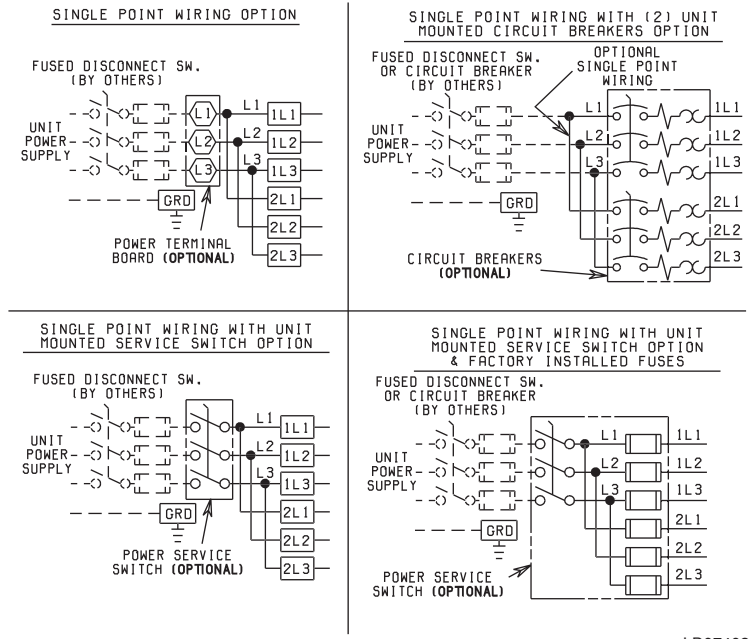 SINGLE POINT WIRING OPTION
FUSED DISCONNECT SW.
(BY OTHERS)
UNIT
POWER
SUPPLY
L1
L2
L3
L1
L2
L3
1L1
1L2
1L3
2L1
2L2
2L3
GRD
POWER TERMINAL
BOARD (OPTIONAL)
SINGLE POINT WIRING WITH (2) UNIT
MOUNTED CIRCUIT BREAKERS OPTION
FUSED DISCONNECT SW.
OR CIRCUIT BREAKER
(BY OTHERS)
OPTIONAL
SINGLE POINT
WIRING
UNIT
POWER
SUPPLY
L1
L2
L3
1L1
1L2
1L3
2L1
2L2
2L3
GRD
CIRCUIT BREAKERS
(OPTIONAL)
SINGLE POINT WIRING WITH UNIT
MOUNTED SERVICE SWITCH OPTION
FUSED DISCONNECT SW.
(BY OTHERS)
UNIT
POWER
SUPPLY
L1
L2
L3
1L1
1L2
1L3
2L1
2L2
2L3
GRD
POWER SERVICE
SWITCH (OPTIONAL)
SINGLE POINT WIRING WITH UNIT
MOUNTED SERVICE SWITCH OPTION
& FACTORY INSTALLED FUSES
FUSED DISCONNECT SW.
OR CIRCUIT BREAKER
(BY OTHERS)
UNIT
POWER
SUPPLY
L1
L2
L3
1L1
1L2
1L3
2L1
2L2
2L3
GRD
POWER SERVICE
SWITCH (OPTIONAL)